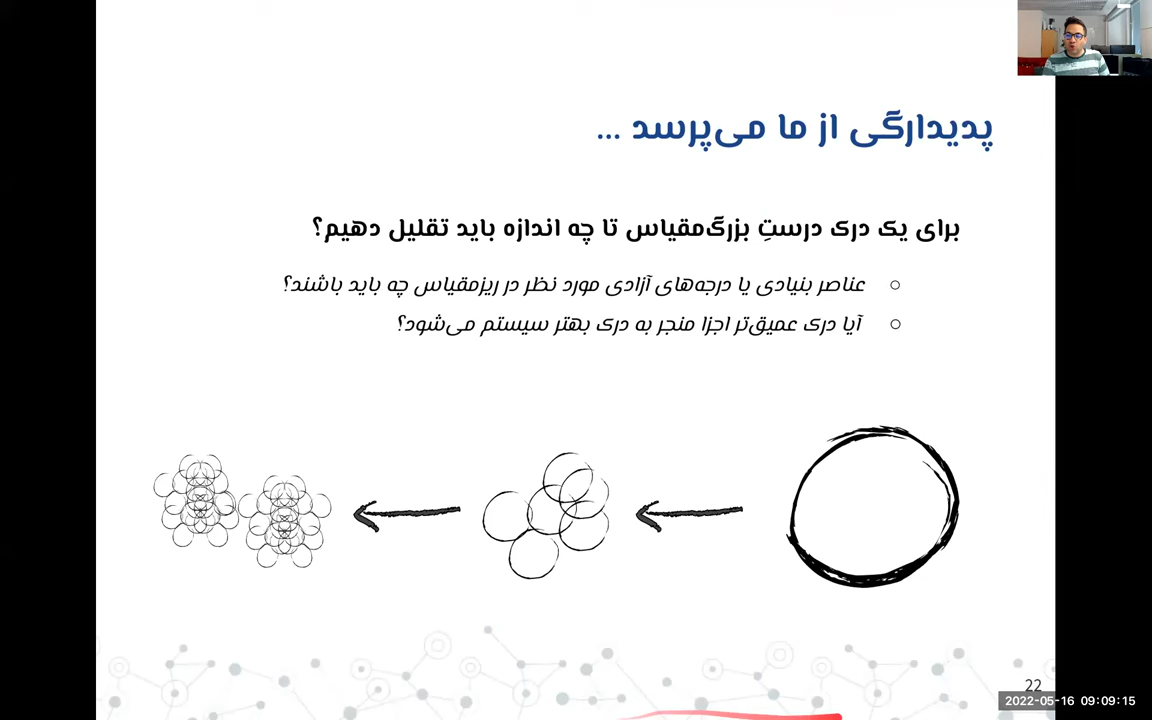 پدیدارگی از ما می‌پرسد ...
برای یک درک درستِ بزرگ‌مقیاس تا چه اندازه باید تقلیل دهیم؟
○ عناصر بنیادی یا درجه‌های آزادی مورد نظر در ریزمقیاس چه باید باشند؟
○ آیا درک عمیق‌تر اجزا منجر به درک بهتر سیستم می‌شود؟
22
2022-05-16 09:09:15